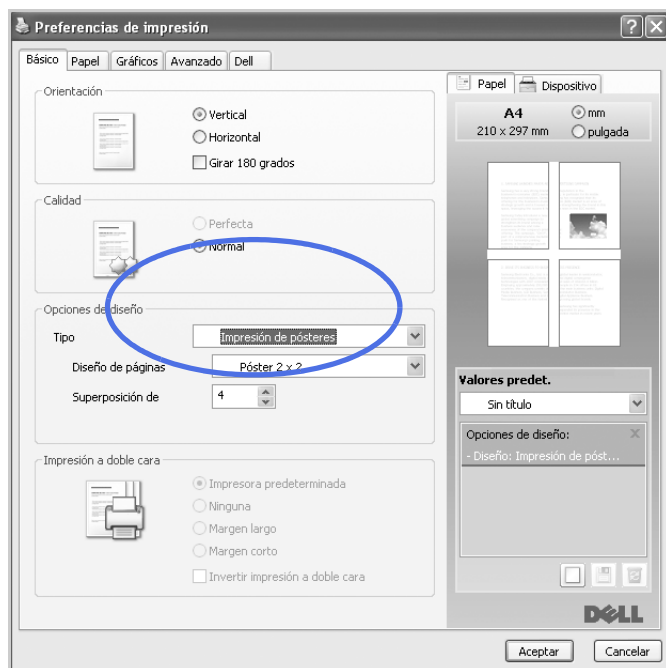 Preferencias de impresión
Básico Papel Gráficos Avanzado Dell
Orientación
Vertical
Horizontal
Girar 180 grados
Calidad
Perfecta
Normal
Opciones de diseño
Tipo Impresión de pósteres
Diseño de páginas Póster 2 x 2
Superposición de 4
Impresión a doble cara
Impresora predeterminada
Ninguna
Margen largo
Margen corto
Invertir impresión a doble cara
Papel Dispositivo
A4 mm
210 x 297 mm pulgada
Valores predet.
Sin título
Opciones de diseño:
- Diseño: Impresión de póst...
DELL
Aceptar Cancelar